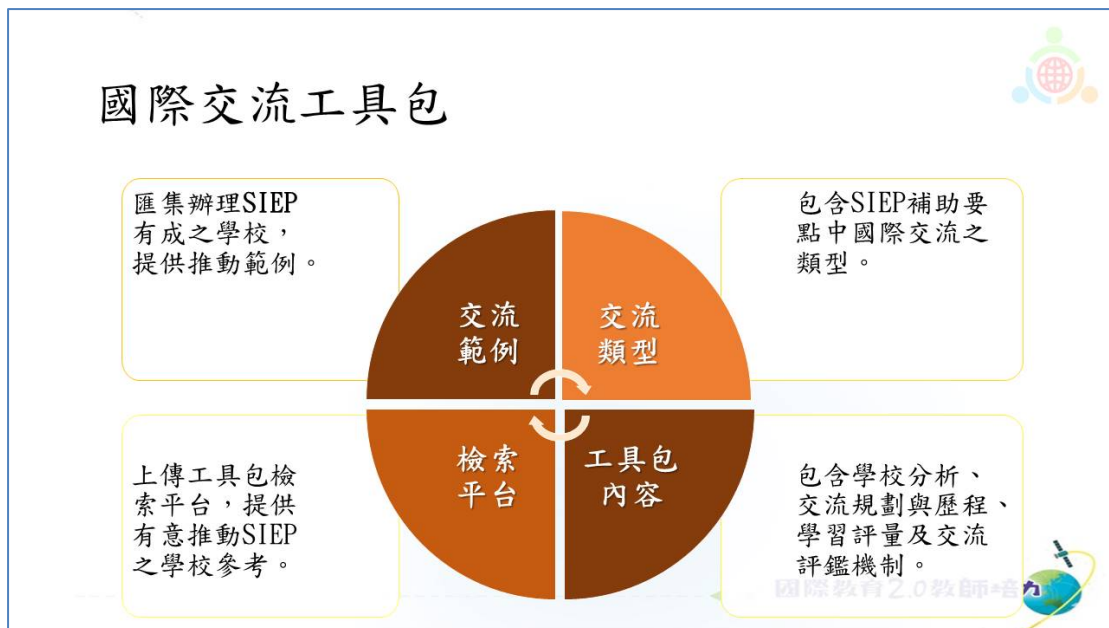 國際交流工具包
匯集辦理SIEP
有成之學校，
提供推動範例。
包含SIEP補助要
點中國際交流之
類型。
交流
範例
交流
類型
檢索
平台
工具包
內容
上傳工具包檢
索平台，提供
有意推動SIEP
之學校參考。
包含學校分析、
交流規劃與歷程、
學習評量及交流
評鑑機制。
國際教育2.0教師培力